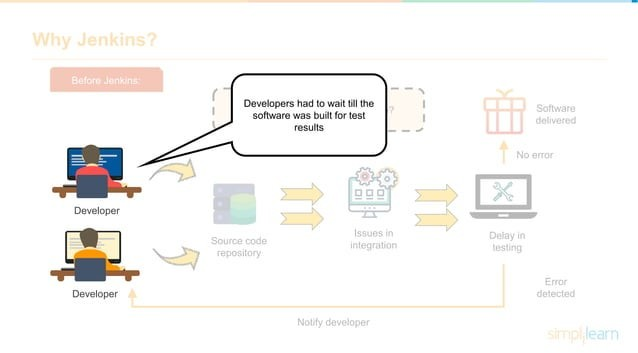 Why Jenkins?
Before Jenkins:
Developers had to wait till the
software was built for test
results
?
Software
delivered
No error
Developer
Source code
repository
Issues in
integration
Delay in
testing
Developer
Error
detected
Notify developer
simplilearn